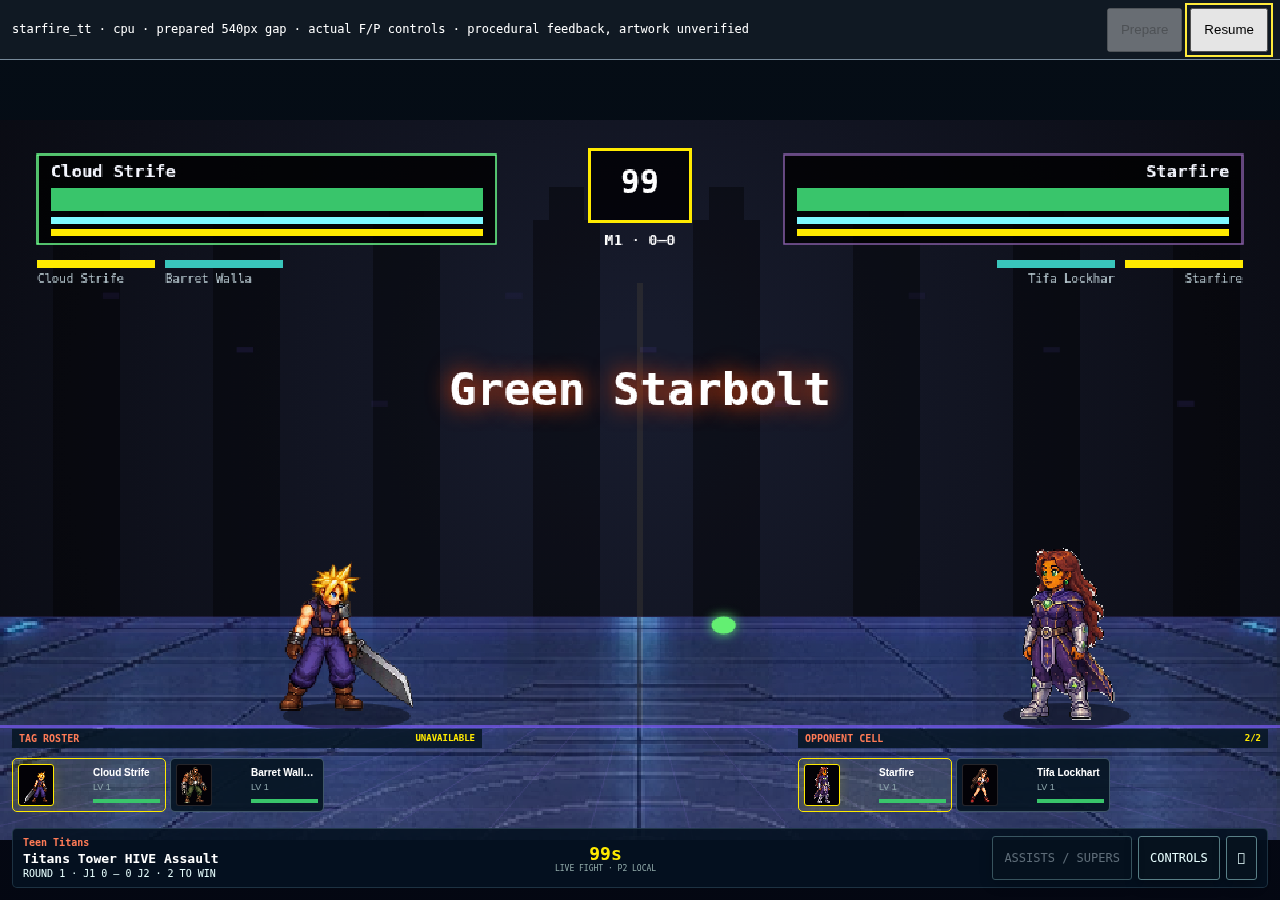 starfire_tt · cpu · prepared 540px gap · actual F/P controls · procedural feedback, artwork unverified
Prepare
Resume
Cloud Strife
99
Starfire
M1 · 0—0
Cloud Strife
Barret Walla
Tifa Lockhar
Starfire
Green Starbolt
TAG ROSTER
UNAVAILABLE
OPPONENT CELL
2/2
Cloud Strife
LV 1
Barret Wall…
LV 1
Starfire
LV 1
Tifa Lockhart
LV 1
Teen Titans
Titans Tower HIVE Assault
ROUND 1 · J1 0 — 0 J2 · 2 TO WIN
99s
LIVE FIGHT · P2 LOCAL
ASSISTS / SUPERS
CONTROLS